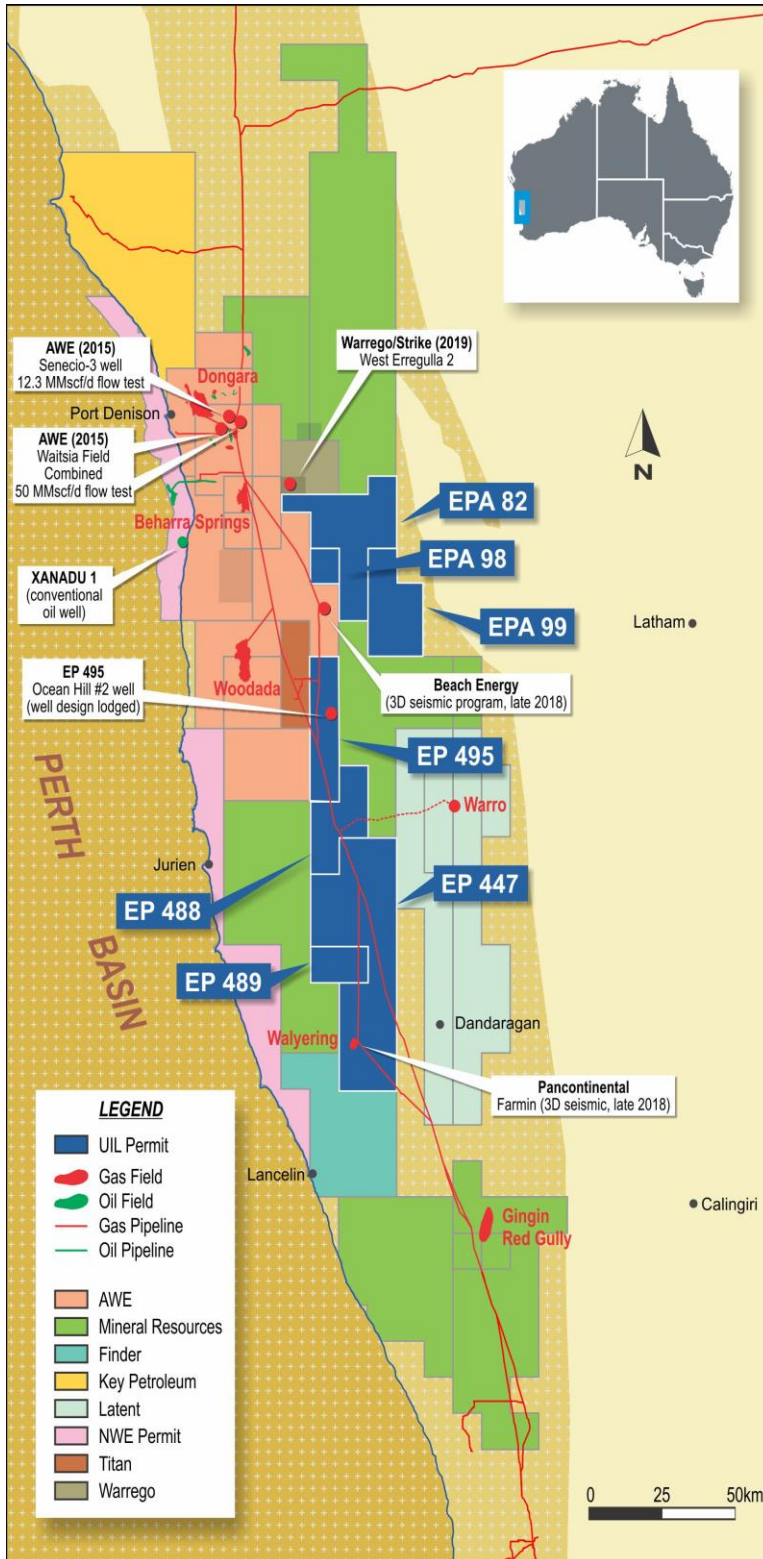 AWE (2015)
Senecio-3 well
12.3 MMscf/d flow test
Dongara
Warrego/Strike (2019)
West Erregulla 2
Port Denison
AWE (2015)
Waitsia Field
Combined
50 MMscf/d flow test
N
EPA 82
Beharra Springs
EPA 98
XANADU 1
(conventional
oil well)
EPA 99
Latham
EP 495
Ocean Hill #2 well
(well design lodged)
Woodada
Beach Energy
(3D seismic program, late 2018)
EP 495
PERTH
BASIN
Warro
Jurien
EP 488
EP 447
EP 489
Dandaragan
Walyering
Pancontinental
Farmin (3D seismic, late 2018)
LEGEND
UIL Permit
Gas Field
Oil Field
Gas Pipeline
Oil Pipeline
AWE
Mineral Resources
Finder
Key Petroleum
Latent
NWE Permit
Titan
Warrego
Lancelin
Calingiri
Gingin
Red Gully
0 25 50km